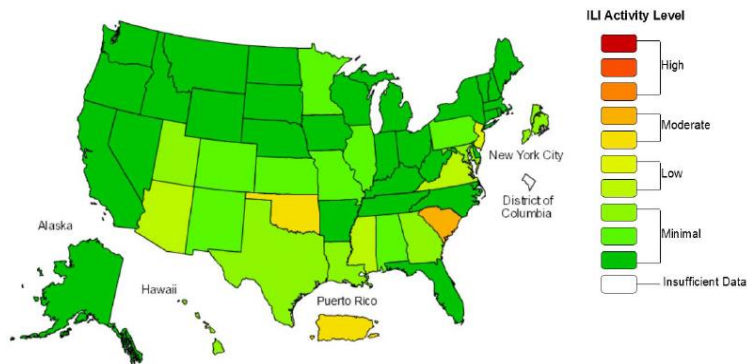 ILI Activity Level
High
Moderate
Low
Minimal
Insufficient Data
New York City
District of
Columbia
Alaska
Hawaii
Puerto Rico